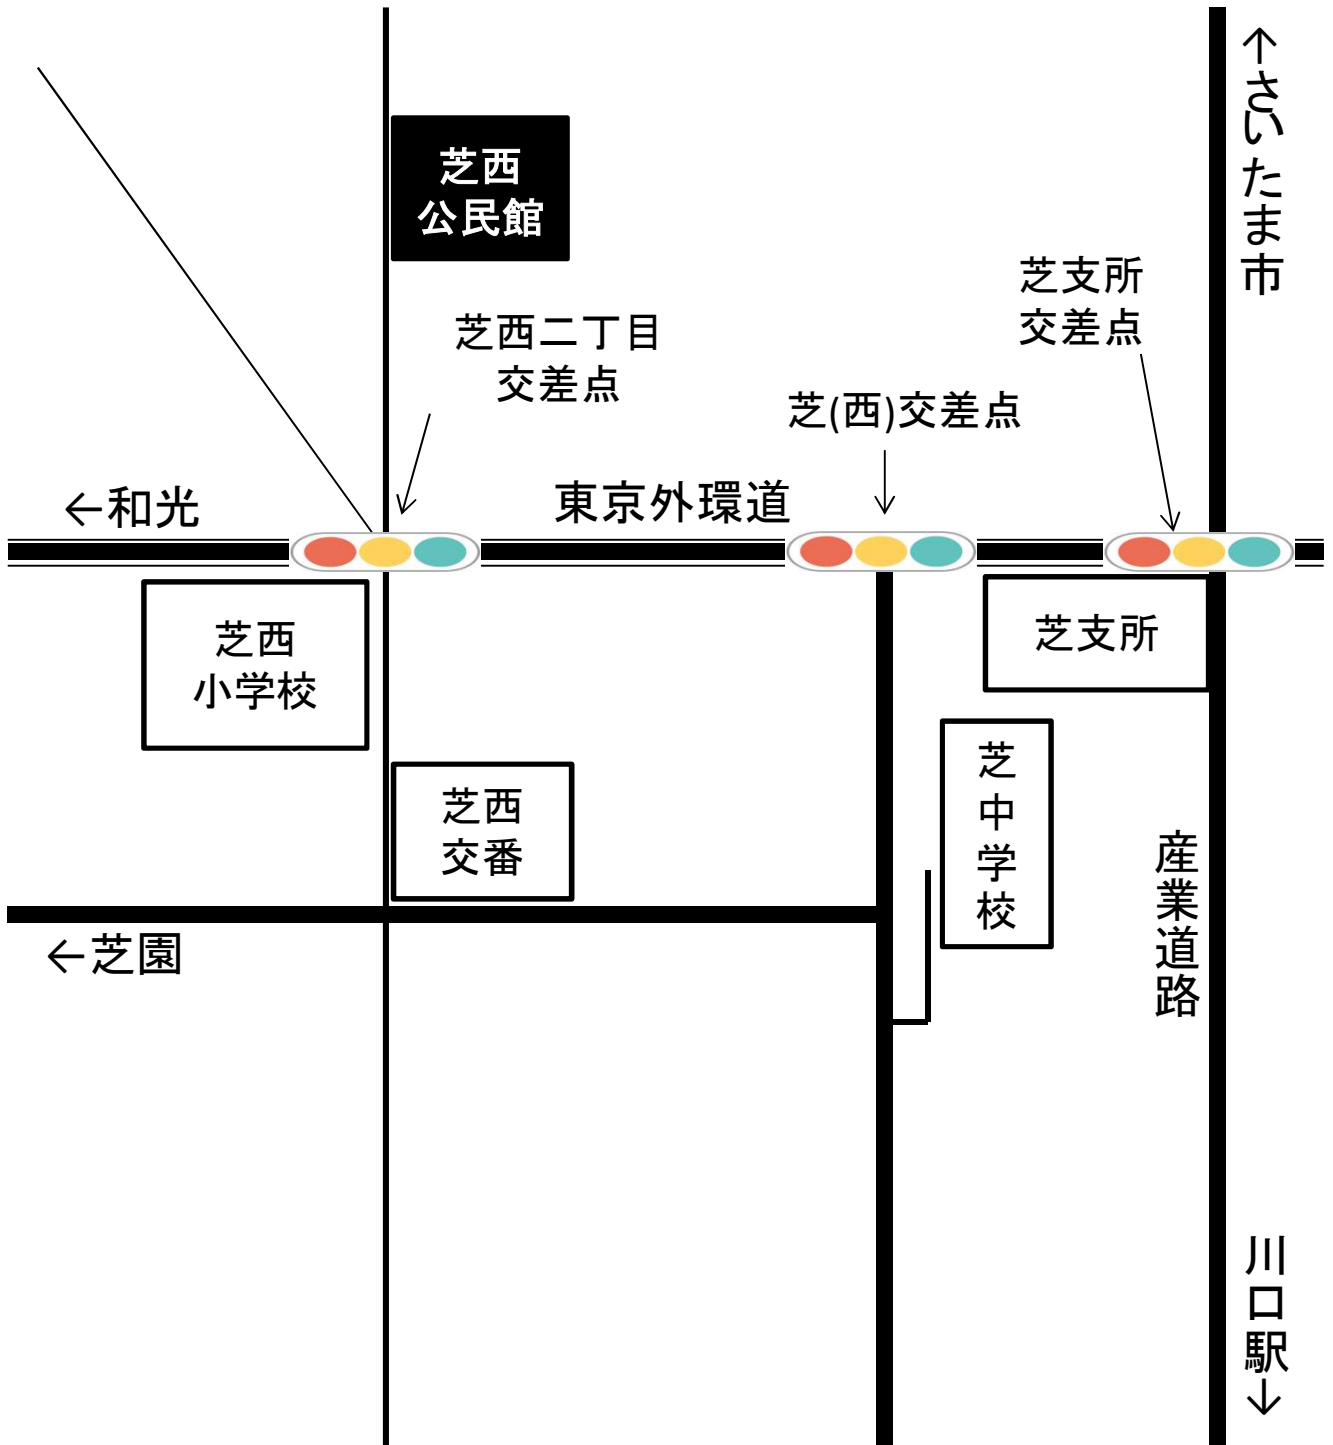 ↑さいたま市
芝西
公民館
芝支所
交差点
芝西二丁目
交差点
芝(西)交差点
←和光
東京外環道
芝西
小学校
芝支所
芝中学校
芝西
交番
産業道路
←芝園
川口駅↓